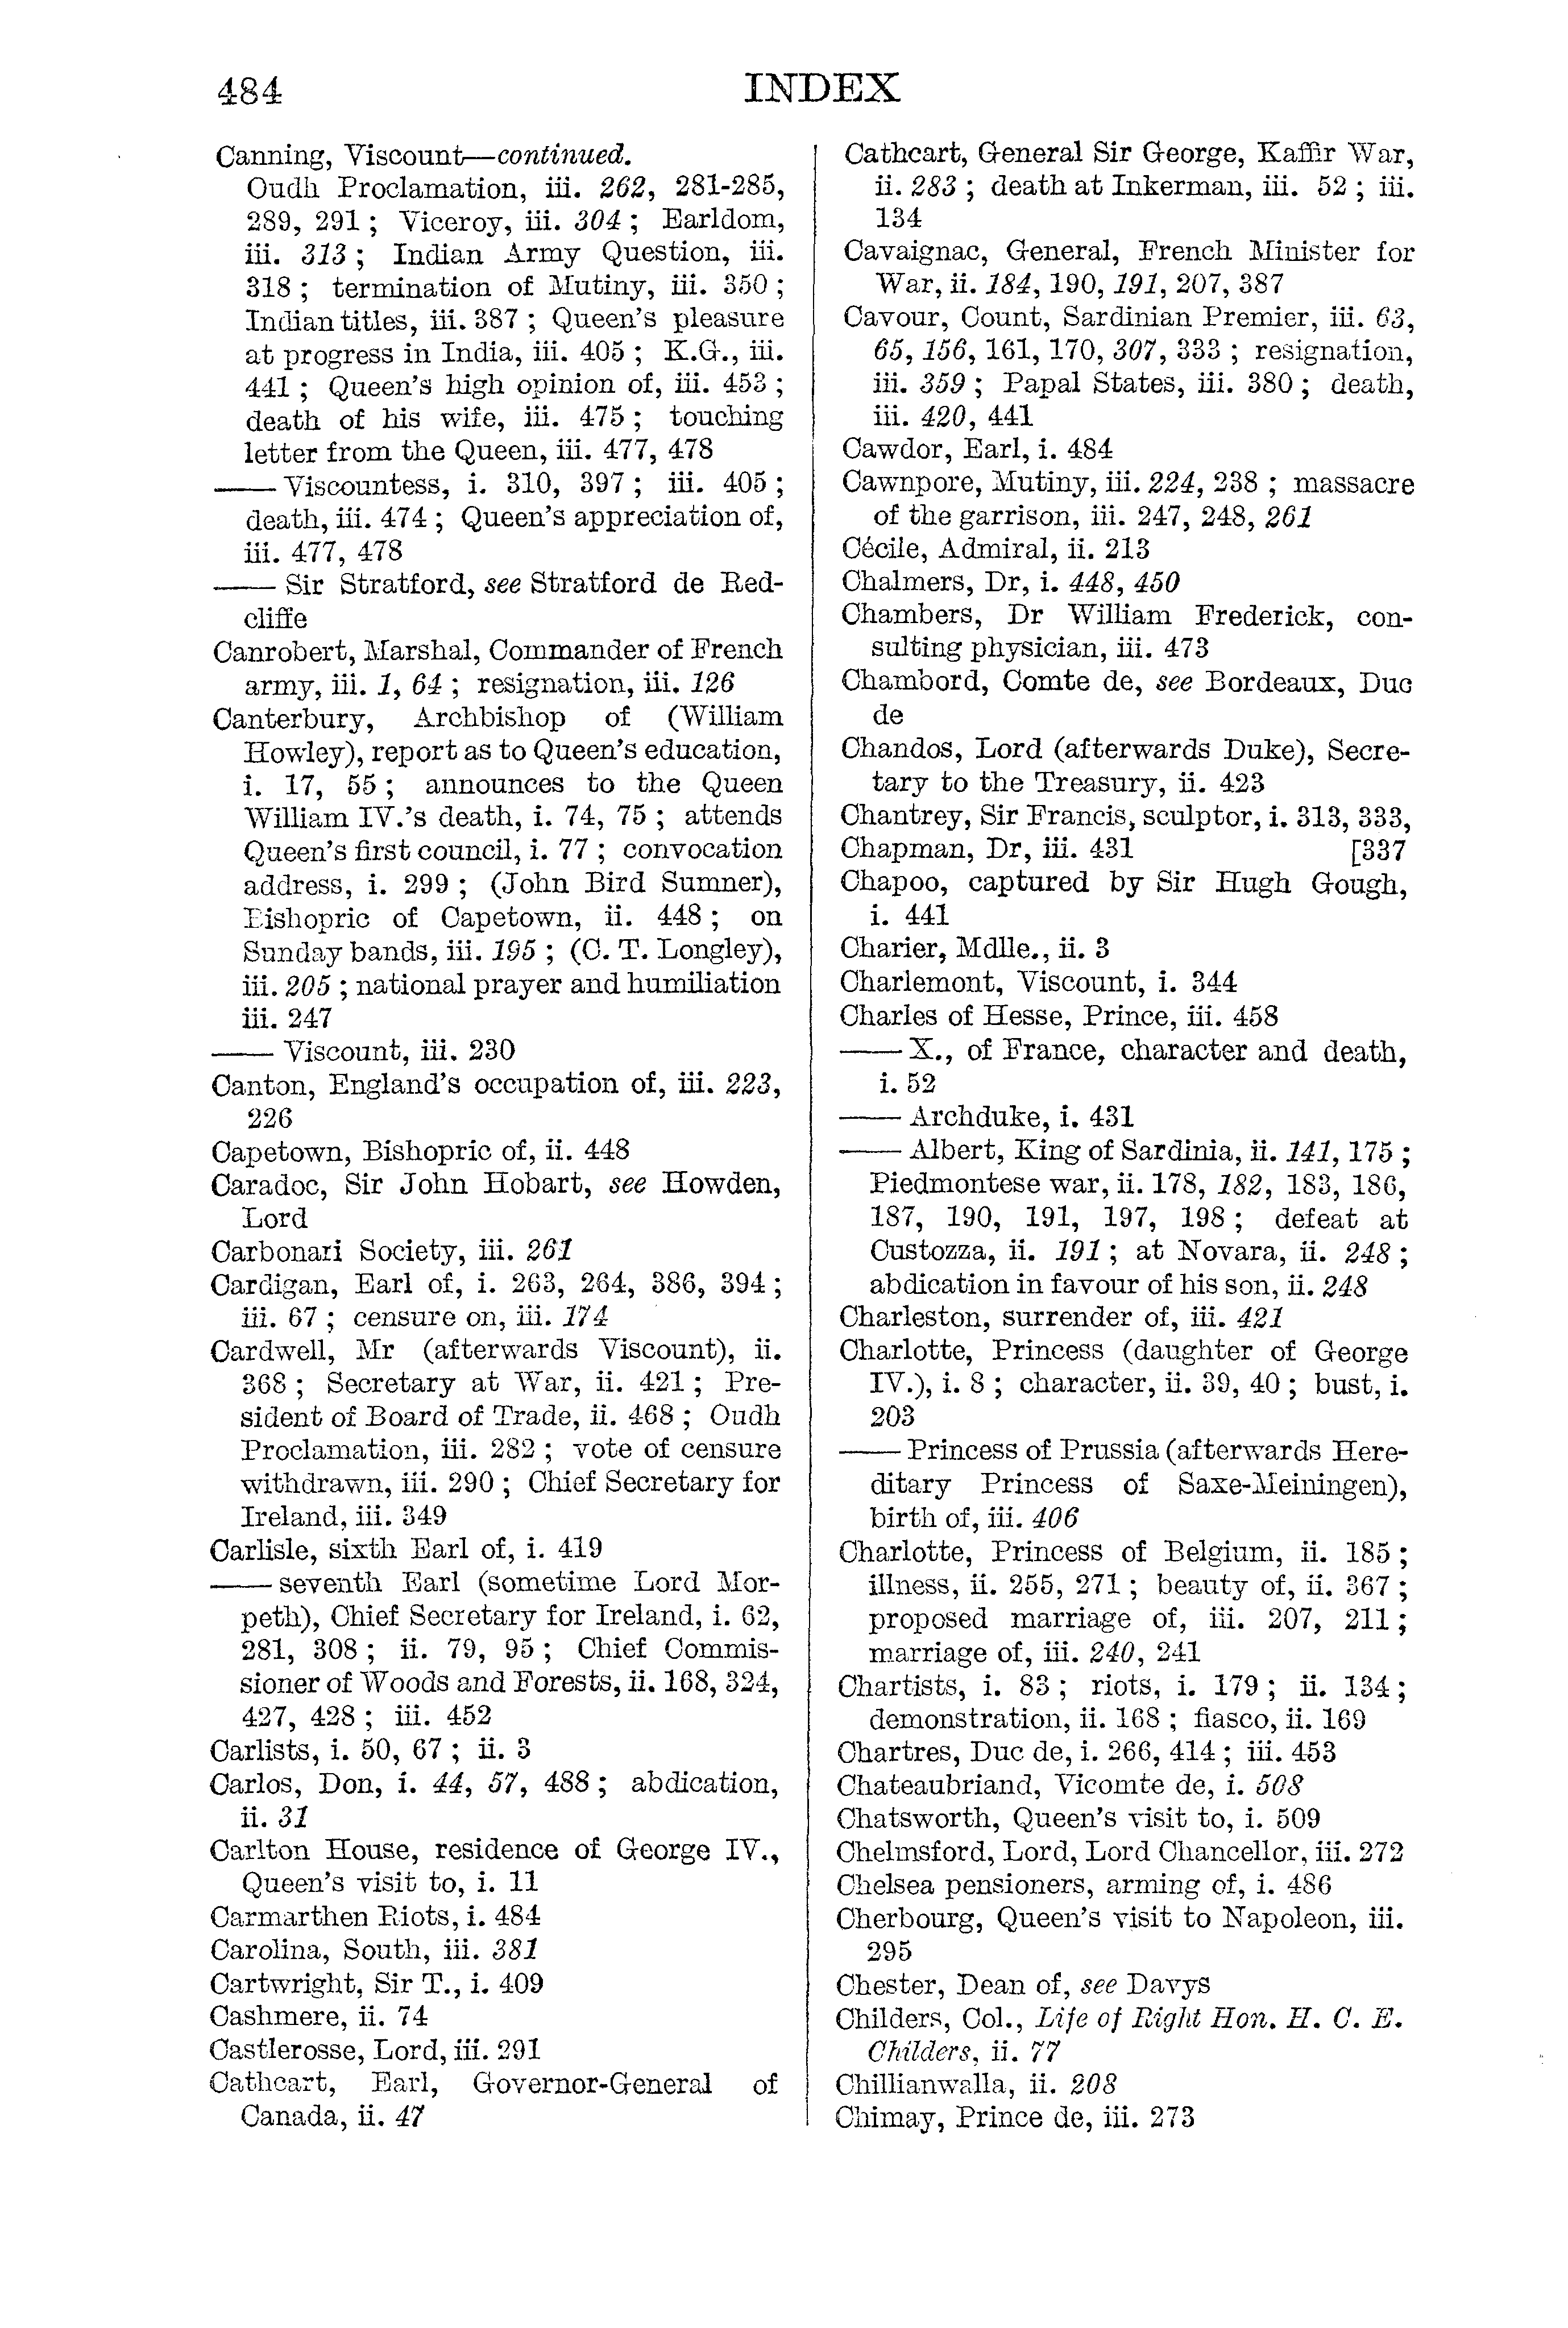 484
INDEX
Canning, Viscount—continued.
Oudh Proclamation, iii. 262, 281-285,
289, 291 ; Viceroy, iii. 304 ; Earldom,
iii. 313 ; Indian Army Question, iii.
318 ; termination of Mutiny, iii. 350 ;
Indian titles, iii. 387 ; Queen's pleasure
at progress in India, iii. 405 ; K.G., iii.
441 ; Queen's high opinion of, iii. 453 ;
death of his wife, iii. 475 ; touching
letter from the Queen, iii. 477, 478
—— Viscountess, i. 310, 397 ; iii. 405 ;
death, iii. 474 ; Queen's appreciation of,
iii. 477, 478
—— Sir Stratford, see Stratford de Red-
cliffe
Canrobert, Marshal, Commander of French
army, iii. 1, 64 ; resignation, iii. 126
Canterbury, Archbishop of (William
Howley), report as to Queen's education,
i. 17, 55 ; announces to the Queen
William IV.'s death, i. 74, 75 ; attends
Queen's first council, i. 77 ; convocation
address, i. 299 ; (John Bird Sumner),
Bishopric of Capetown, ii. 448 ; on
Sunday bands, iii. 195 ; (C. T. Longley),
iii. 205 ; national prayer and humiliation
iii. 247
—— Viscount, iii. 230
Canton, England's occupation of, iii. 223,
226
Capetown, Bishopric of, ii. 448
Caradoc, Sir John Hobart, see Howden,
Lord
Carbonari Society, iii. 261
Cardigan, Earl of, i. 263, 264, 386, 394 ;
iii. 67 ; censure on, iii. 174
Cardwell, Mr (afterwards Viscount), ii.
368 ; Secretary at War, ii. 421 ; Pre-
sident of Board of Trade, ii. 468 ; Oudh
Proclamation, iii. 282 ; vote of censure
withdrawn, iii. 290 ; Chief Secretary for
Ireland, iii. 349
Carlisle, sixth Earl of, i. 419
—— seventh Earl (sometime Lord Mor-
peth), Chief Secretary for Ireland, i. 62,
281, 308 ; ii. 79, 95 ; Chief Commis-
sioner of Woods and Forests, ii. 168, 324,
427, 428 ; iii. 452
Carlists, i. 50, 67 ; ii. 3
Carlos, Don, i. 44, 57, 488 ; abdication,
ii. 31
Carlton House, residence of George IV.,
Queen's visit to, i. 11
Carmarthen Riots, i. 484
Carolina, South, iii. 381
Cartwright, Sir T., i. 409
Cashmere, ii. 74
Castlerosse, Lord, iii. 291
Cathcart, Earl, Governor-General of
Canada, ii. 47
Cathcart, General Sir George, Kaffir War,
ii. 283 ; death at Inkerman, iii. 52 ; iii.
134
Cavaignac, General, French Minister for
War, ii. 184, 190, 191, 207, 387
Cavour, Count, Sardinian Premier, iii. 63,
65, 156, 161, 170, 307, 333 ; resignation,
iii. 359 ; Papal States, iii. 380 ; death,
iii. 420, 441
Cawdor, Earl, i. 484
Cawnpore, Mutiny, iii. 224, 238 ; massacre
of the garrison, iii. 247, 248, 261
Cécile, Admiral, ii. 213
Chalmers, Dr, i. 448, 450
Chambers, Dr William Frederick, con-
sulting physician, iii. 473
Chambord, Comte de, see Bordeaux, Duc
de
Chandos, Lord (afterwards Duke), Secre-
tary to the Treasury, ii. 423
Chantrey, Sir Francis, sculptor, i. 313, 333,
Chapman, Dr, iii. 431 [337
Chapoo, captured by Sir Hugh Gough,
i. 441
Charier, Mdlle., ii. 3
Charlemont, Viscount, i. 344
Charles of Hesse, Prince, iii. 458
—— X., of France, character and death,
i. 52
—— Archduke, i. 431
—— Albert, King of Sardinia, ii. 141, 175 ;
Piedmontese war, ii. 178, 182, 183, 186,
187, 190, 191, 197, 198 ; defeat at
Custozza, ii. 191 ; at Novara, ii. 248 ;
abdication in favour of his son, ii. 248
Charleston, surrender of, iii. 421
Charlotte, Princess (daughter of George
IV.), i. 8 ; character, ii. 39, 40 ; bust, i.
203
—— Princess of Prussia (afterwards Here-
ditary Princess of Saxe-Meiningen),
birth of, iii. 406
Charlotte, Princess of Belgium, ii. 185 ;
illness, ii. 255, 271 ; beauty of, ii. 367 ;
proposed marriage of, iii. 207, 211 ;
marriage of, iii. 240, 241
Chartists, i. 83 ; riots, i. 179 ; ii. 134 ;
demonstration, ii. 168 ; fiasco, ii. 169
Chartres, Duc de, i. 266, 414 ; iii. 453
Chateaubriand, Vicomte de, i. 508
Chatsworth, Queen's visit to, i. 509
Chelmsford, Lord, Lord Chancellor, iii. 272
Chelsea pensioners, arming of, i. 486
Cherbourg, Queen's visit to Napoleon, iii.
295
Chester, Dean of, see Davys
Childers, Col., Life of Right Hon. H. C. E.
Childers, ii. 77
Chillianwalla, ii. 208
Chimay, Prince de, iii. 273